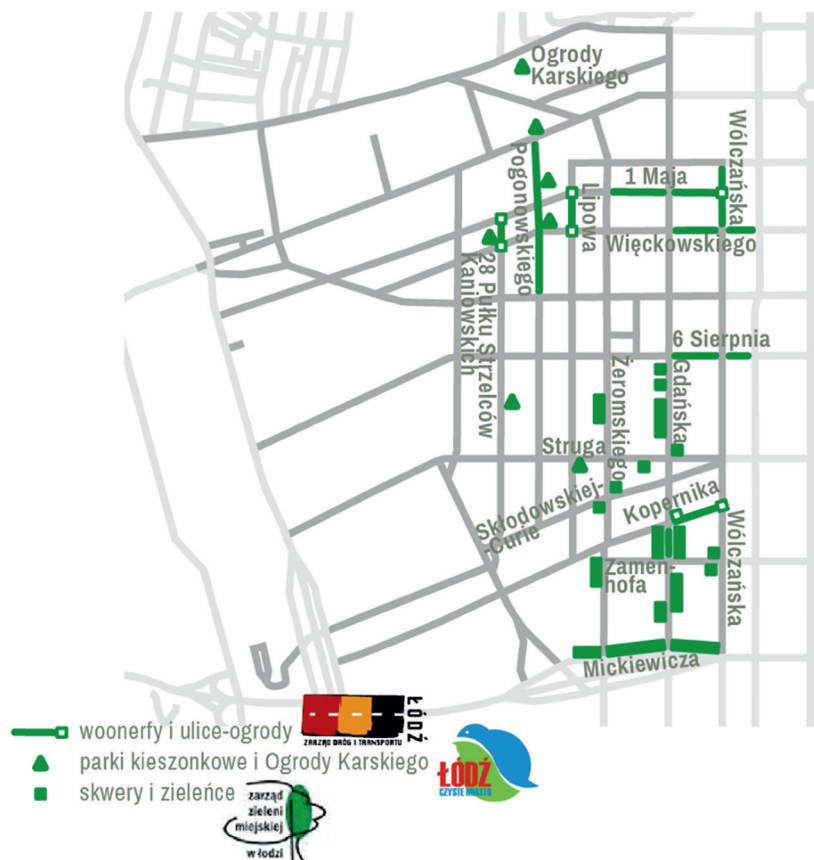 Ogrody
Karskiego
Wólczańska
Pogonowskiego
1 Maja
Lipowa
Więckowskiego
28 Pułku Strzelców
Kaniowskich
6 Sierpnia
Żeromskiego
Gdańska
Struga
Skłodowskiej-
-Curie
Kopernika
Wólczańska
Zamen-
hofa
Mickiewicza
woonerfy i ulice-ogrody
parki kieszonkowe i Ogrody Karskiego
skwery i zieleńce
ZARZĄD DRÓG I TRANSPORTU
ŁÓDŹ
ŁÓDŹ
CZYSTE MIASTO
zarząd
zieleni
miejskiej
w łodzi